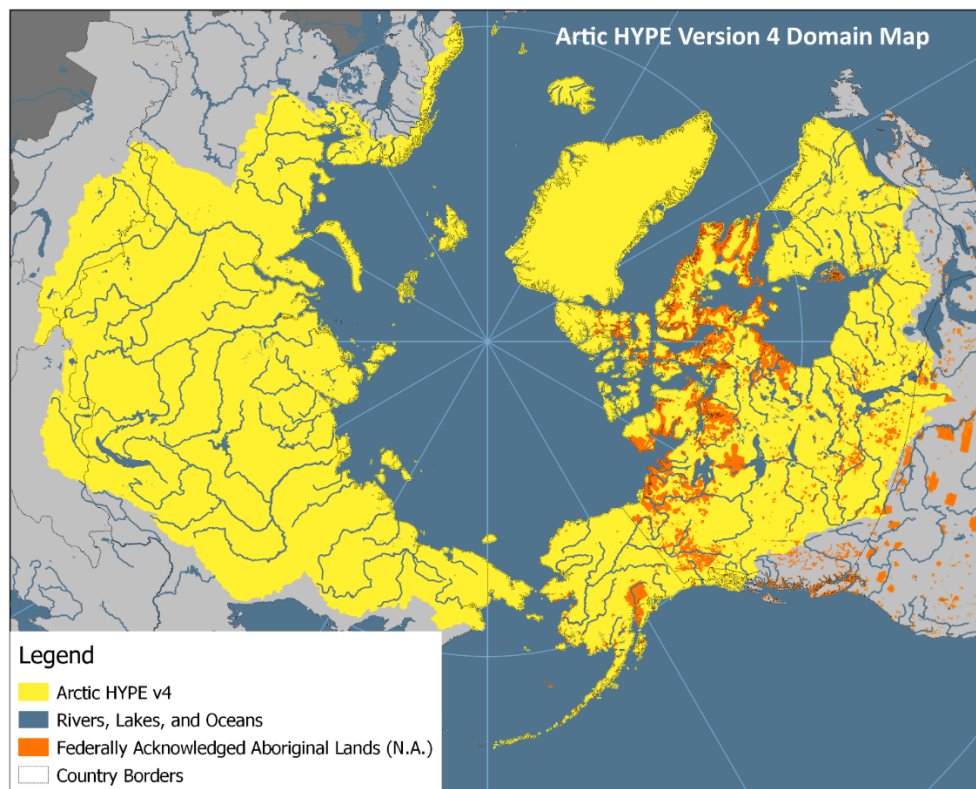 Artic HYPE Version 4 Domain Map
Legend
Arctic HYPE v4
Rivers, Lakes, and Oceans
Federally Acknowledged Aboriginal Lands (N.A.)
Country Borders